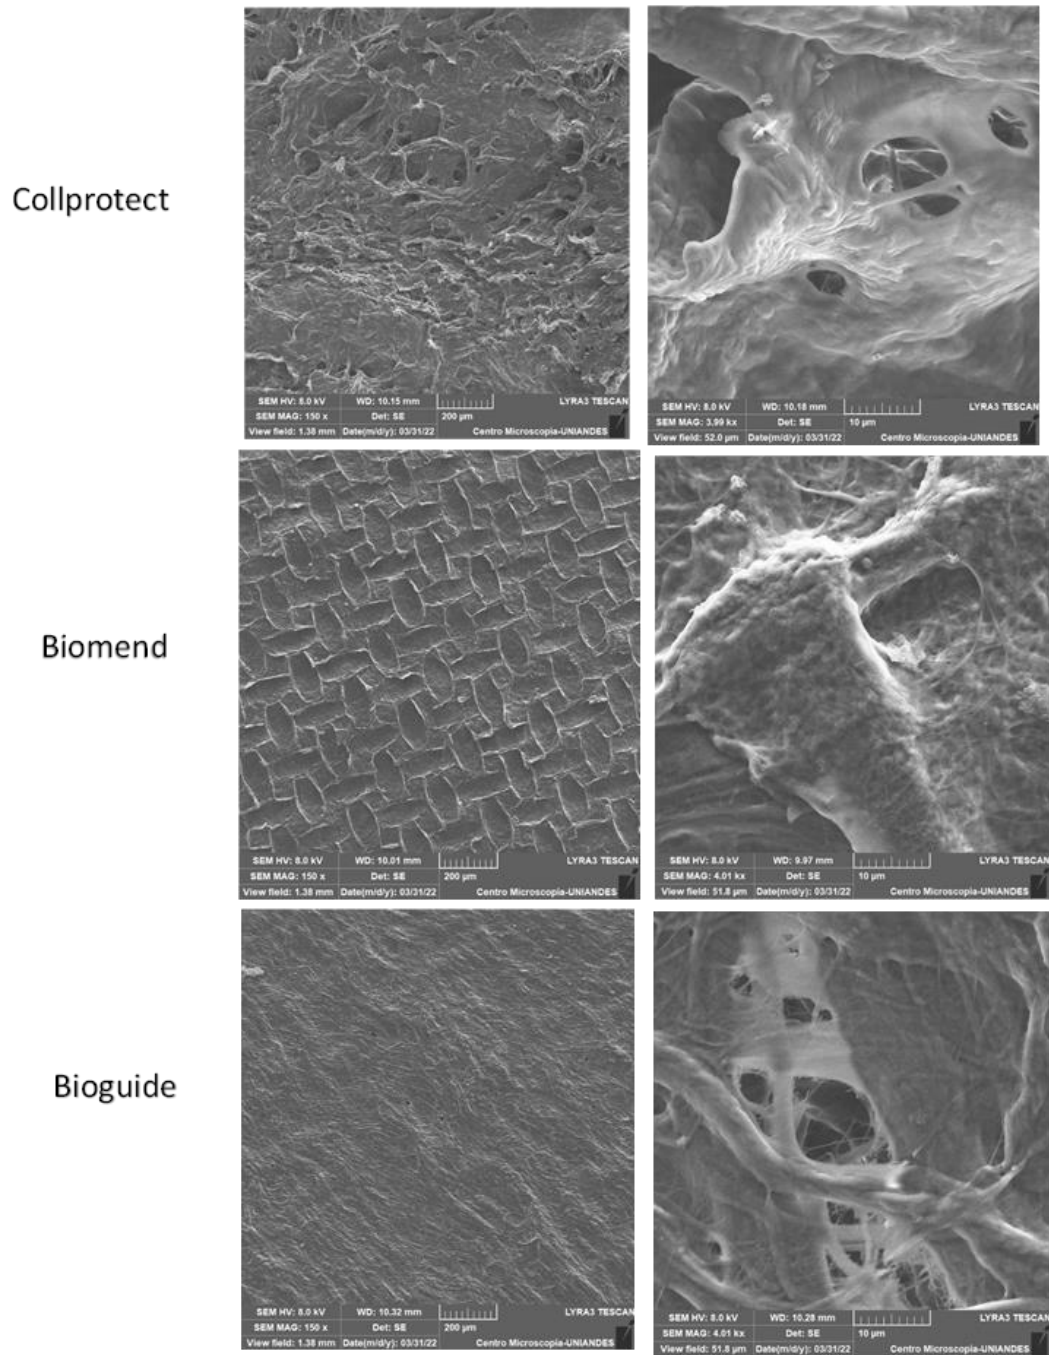 Collprotect
SEM HV: 8.0 kV WD: 10.15 mm LYRA3 TESCAN
SEM MAG: 150 x Det: SE 200 µm
View field: 1.38 mm Date(m/d/y): 03/31/22 Centro Microscopia-UNIANDES
SEM HV: 8.0 kV WD: 10.18 mm LYRA3 TESCAN
SEM MAG: 3.99 kx Det: SE 10 µm
View field: 52.0 µm Date(m/d/y): 03/31/22 Centro Microscopia-UNIANDES
Biomend
SEM HV: 8.0 kV WD: 10.01 mm LYRA3 TESCAN
SEM MAG: 150 x Det: SE 200 µm
View field: 1.38 mm Date(m/d/y): 03/31/22 Centro Microscopia-UNIANDES
SEM HV: 8.0 kV WD: 9.97 mm LYRA3 TESCAN
SEM MAG: 4.01 kx Det: SE 10 µm
View field: 51.8 µm Date(m/d/y): 03/31/22 Centro Microscopia-UNIANDES
Bioguide
SEM HV: 8.0 kV WD: 10.32 mm LYRA3 TESCAN
SEM MAG: 150 x Det: SE 200 µm
View field: 1.38 mm Date(m/d/y): 03/31/22 Centro Microscopia-UNIANDES
SEM HV: 8.0 kV WD: 10.28 mm LYRA3 TESCAN
SEM MAG: 4.01 kx Det: SE 10 µm
View field: 51.8 µm Date(m/d/y): 03/31/22 Centro Microscopia-UNIANDES